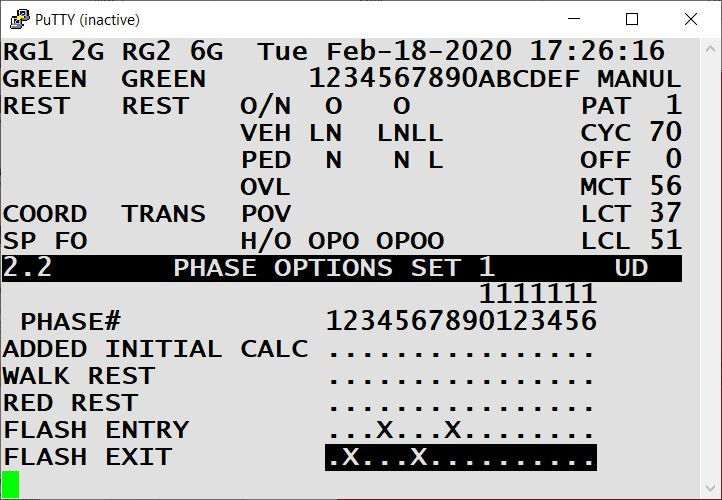 PuTTY (inactive)
RG1 2G RG2 6G  Tue Feb-18-2020 17:26:16
GREEN  GREEN      1234567890ABCDEF MANUL
REST   REST   O/N  O   O          PAT  1
              VEH LN  LNLL        CYC 70
              PED  N   N L        OFF  0
              OVL                 MCT 56
COORD  TRANS  POV                 LCT 37
SP FO         H/O OPO OPOO        LCL 51
2.2       PHASE OPTIONS SET 1       UD
                            1111111
 PHASE#            1234567890123456
ADDED INITIAL CALC ................
WALK REST          ................
RED REST           ................
FLASH ENTRY        ...X...X........
FLASH EXIT         .X...X..........